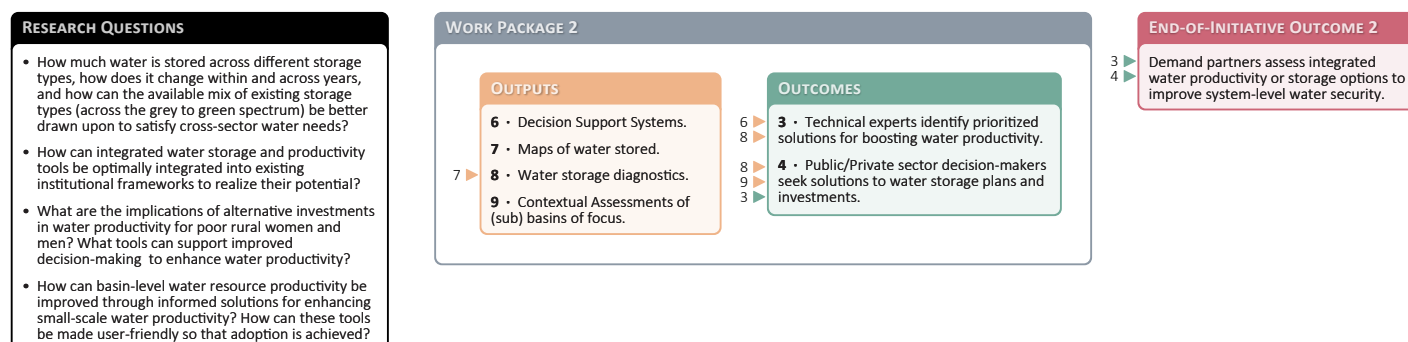 RESEARCH QUESTIONS
• How much water is stored across different storage
types, how does it change within and across years,
and how can the available mix of existing storage
types (across the grey to green spectrum) be better
drawn upon to satisfy cross-sector water needs?
• How can integrated water storage and productivity
tools be optimally integrated into existing
institutional frameworks to realize their potential?
• What are the implications of alternative investments
in water productivity for poor rural women and
men? What tools can support improved
decision-making to enhance water productivity?
• How can basin-level water resource productivity be
improved through informed solutions for enhancing
small-scale water productivity? How can these tools
be made user-friendly so that adoption is achieved?
WORK PACKAGE 2
OUTPUTS
6 · Decision Support Systems.
7 · Maps of water stored.
7
8 · Water storage diagnostics.
9 · Contextual Assessments of
(sub) basins of focus.
OUTCOMES
6
8
3 · Technical experts identify prioritized
solutions for boosting water productivity.
8
9
3
4 · Public/Private sector decision-makers
seek solutions to water storage plans and
investments.
END-OF-INITIATIVE OUTCOME 2
3
4
Demand partners assess integrated
water productivity or storage options to
improve system-level water security.